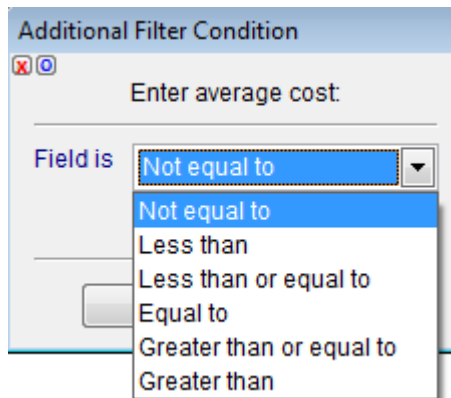 Additional Filter Condition
X O
Enter average cost:
Field is Not equal to
Not equal to
Less than
Less than or equal to
Equal to
Greater than or equal to
Greater than